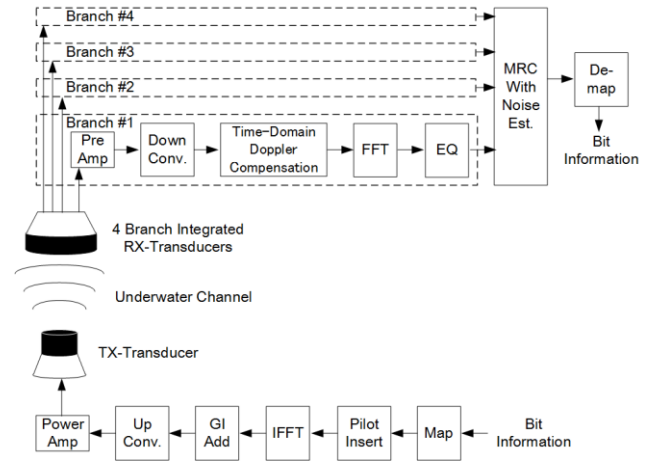 Branch #4
Branch #3
Branch #2
Branch #1
Pre
Amp
Down
Conv.
Time-Domain
Doppler
Compensation
FFT
EQ
MRC
With
Noise
Est.
De-
map
Bit
Information
4 Branch Integrated
RX-Transducers
Underwater Channel
TX-Transducer
Power
Amp
Up
Conv.
GI
Add
IFFT
Pilot
Insert
Map
Bit
Information